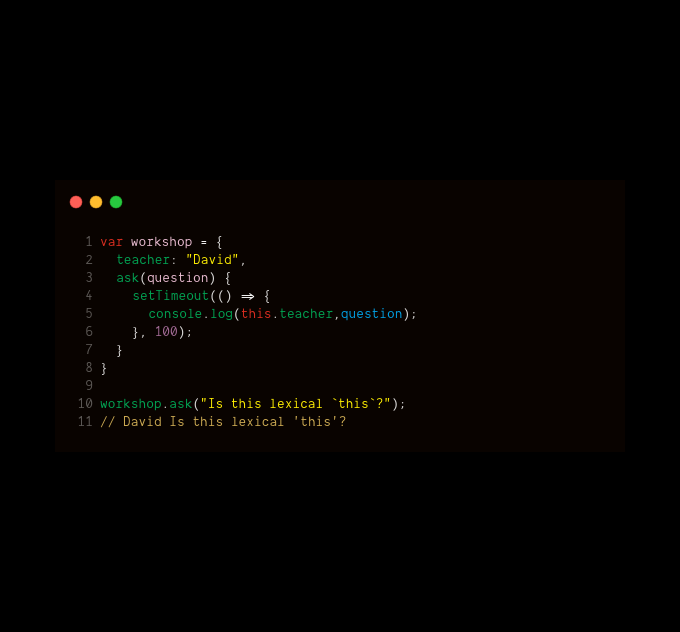 1 var workshop = {
2   teacher: "David",
3   ask(question) {
4     setTimeout(() => {
5       console.log(this.teacher,question);
6     }, 100);
7   }
8 }
9
10 workshop.ask("Is this lexical `this`?");
11 // David Is this lexical 'this'?